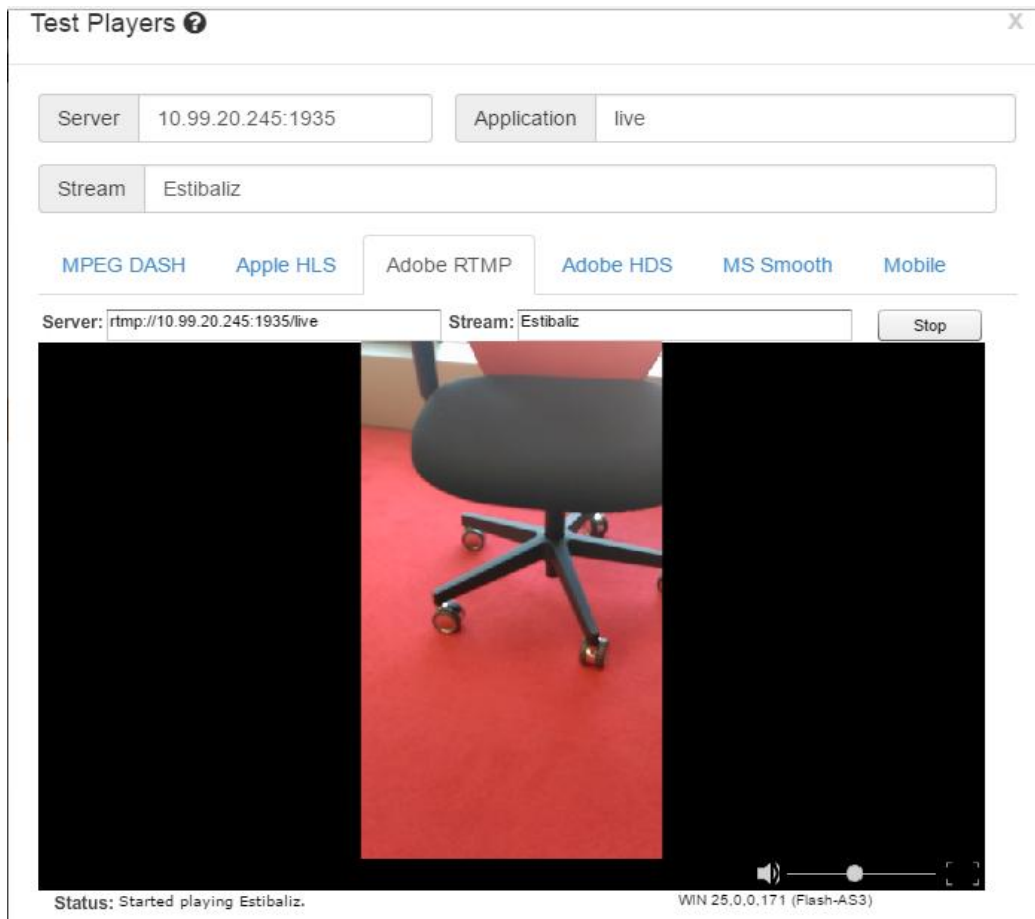 Test Players ? X
Server 10.99.20.245:1935 Application live
Stream Estibaliz
MPEG DASH Apple HLS Adobe RTMP Adobe HDS MS Smooth Mobile
Server: rtmp://10.99.20.245:1935/live Stream: Estibaliz Stop
Status: Started playing Estibaliz. WIN 25,0,0,171 (Flash-AS3)